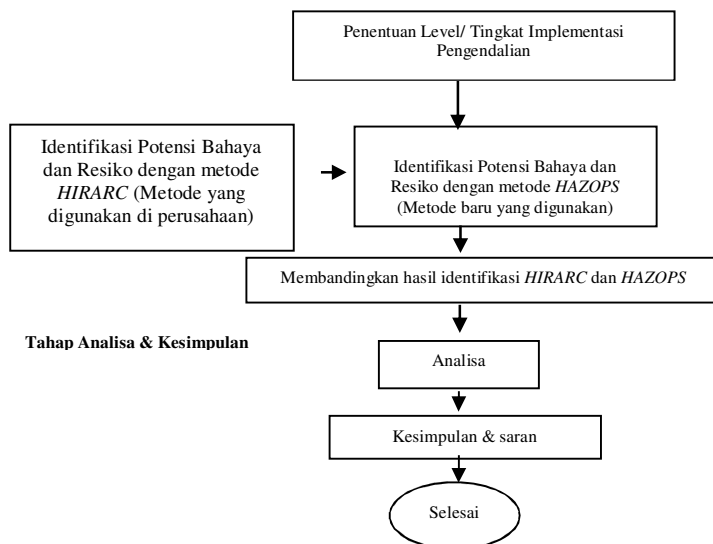 Penentuan Level/ Tingkat Implementasi
Pengendalian
Identifikasi Potensi Bahaya
dan Resiko dengan metode
HIRARC (Metode yang
digunakan di perusahaan)
Identifikasi Potensi Bahaya dan
Resiko dengan metode HAZOPS
(Metode baru yang digunakan)
Membandingkan hasil identifikasi HIRARC dan HAZOPS
Tahap Analisa & Kesimpulan
Analisa
Kesimpulan & saran
Selesai